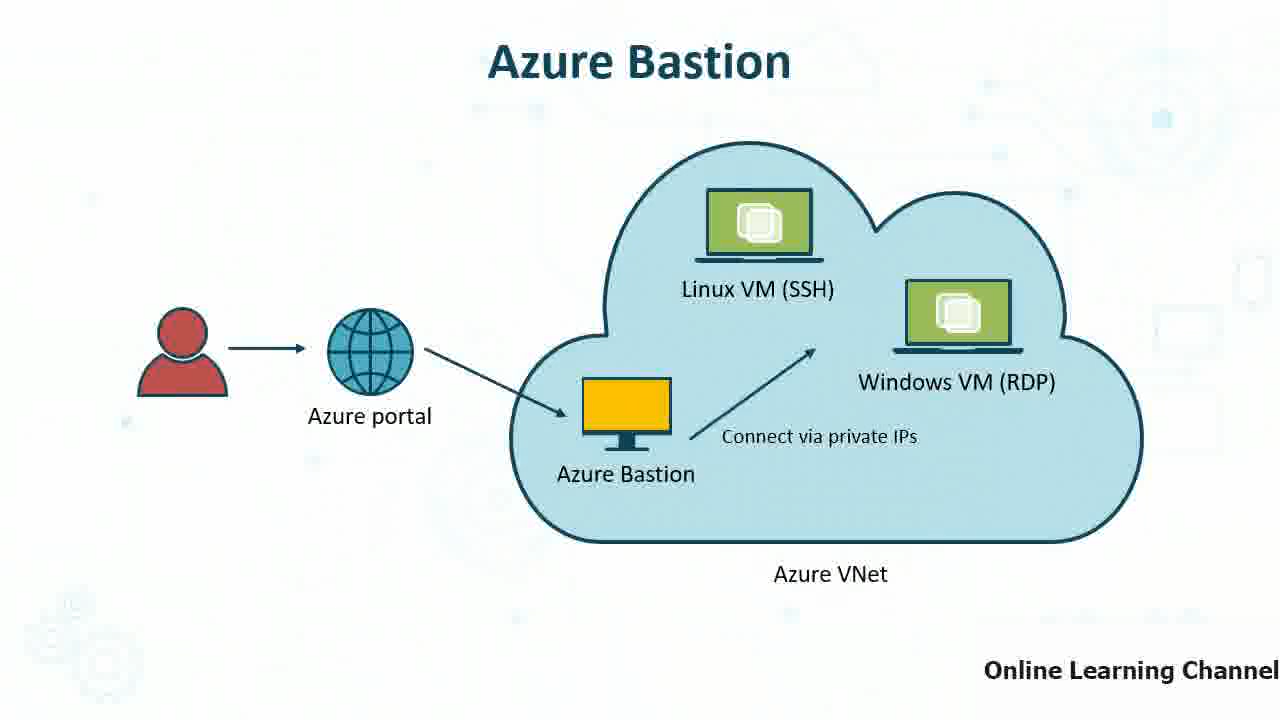 Azure Bastion
Linux VM (SSH)
Windows VM (RDP)
Azure portal
Connect via private IPs
Azure Bastion
Azure VNet
Online Learning Channel